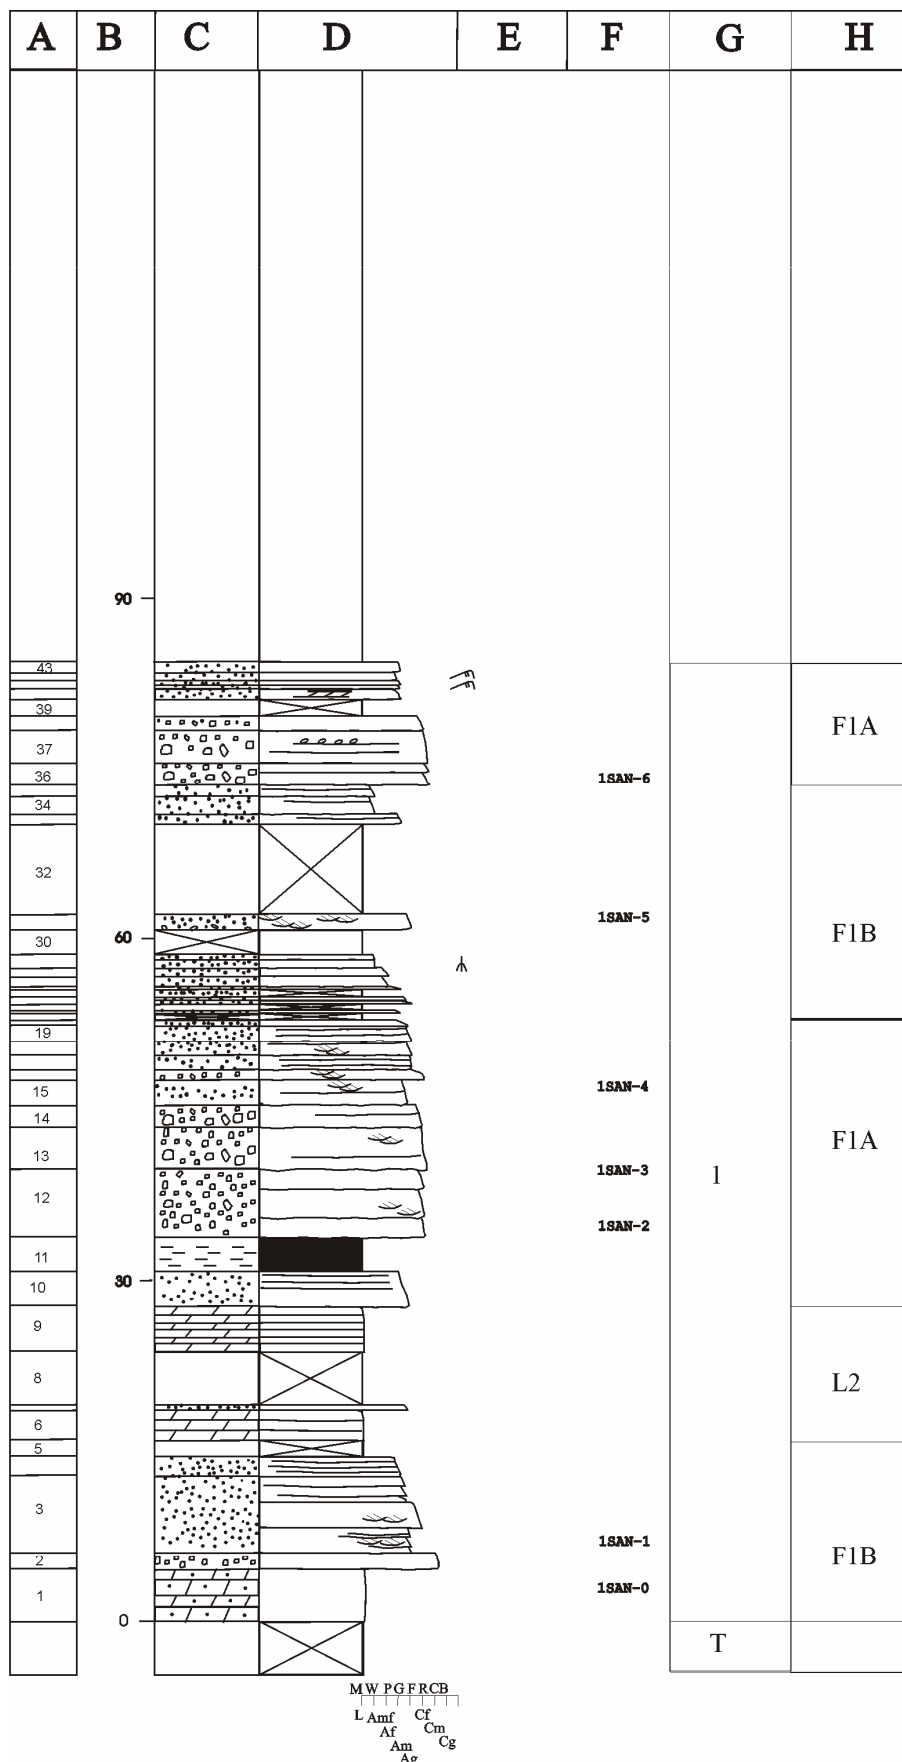 A B C D E F G H
90
43
39
F1A
37
36
1SAN-6
34
32
1SAN-5
F1B
60
30
19
1SAN-4
15
14
F1A
13
1SAN-3
1
12
1SAN-2
11
30
10
9
8
L2
6
5
3
1SAN-1
2
F1B
1SAN-0
1
0
T
M W P G F R C B
L Amf Cf
Af Cm
Am Cg
Ag